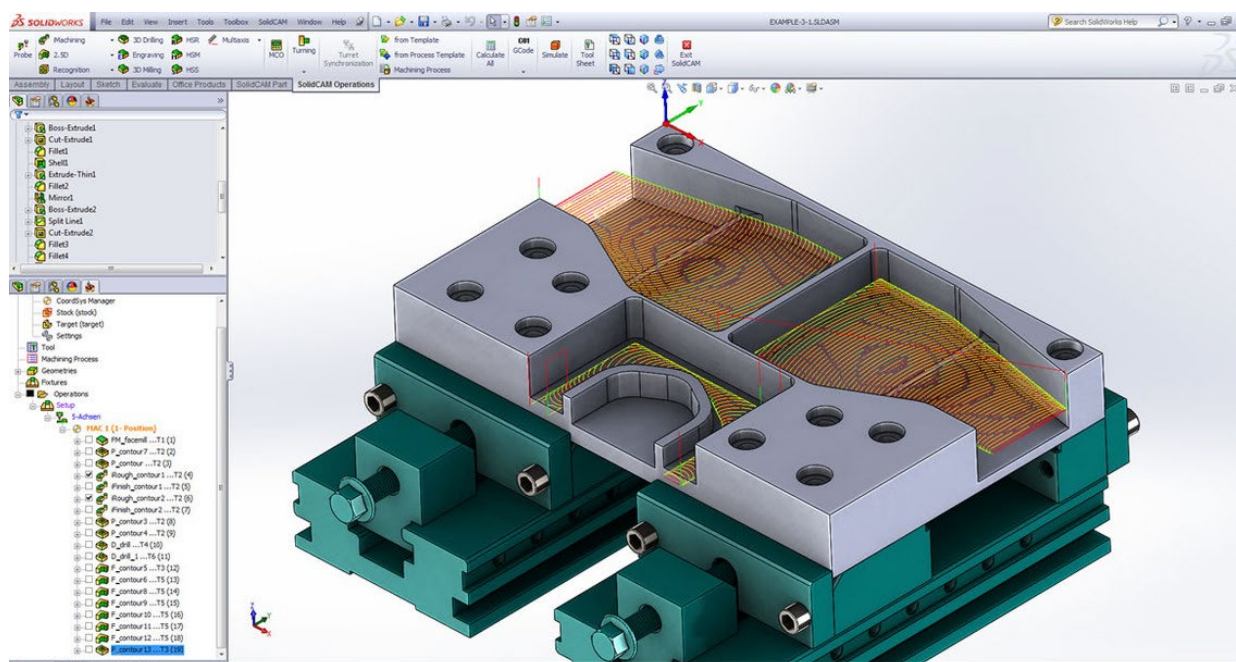 SOLIDWORKS File Edit View Insert Tools Toolbox SolidCAM Window Help
EXAMPLE-3-1.SLDASM
Search SolidWorks Help
Probe
Machining
2.5D
Recognition
3D Drilling
Engraving
3D Milling
HSR
HSM
HSS
Multiaxis
MCO
Turning
Turret Synchronization
from Template
from Process Template
Machining Process
Calculate All
G01
GCode
Simulate
Tool Sheet
Exit SolidCAM
Assembly Layout Sketch Evaluate Office Products SolidCAM Part SolidCAM Operations
Boss-Extrude1
Cut-Extrude1
Fillet1
Shell1
Extrude-Thin1
Fillet2
Mirror1
Boss-Extrude2
Split Line1
Cut-Extrude2
Fillet3
Fillet4
CoordSys Manager
Stock (stock)
Target (target)
Settings
Tool
Machining Process
Geometries
Fixtures
Operations
Setup
5-Achsen
MAC 1 (1- Position)
FM_facemill ...T1 (1)
P_contour7 ...T2 (2)
P_contour ...T2 (3)
iRough_contour1 ...T2 (4)
iFinish_contour1 ...T2 (5)
iRough_contour2 ...T2 (6)
iFinish_contour2 ...T2 (7)
P_contour3 ...T2 (8)
P_contour4 ...T2 (9)
D_drill ...T4 (10)
D_drill_1 ...T6 (11)
F_contour5 ...T3 (12)
F_contour6 ...T5 (13)
F_contour8 ...T5 (14)
F_contour9 ...T5 (15)
F_contour10 ...T5 (16)
F_contour11 ...T5 (17)
F_contour12 ...T5 (18)
P_contour13 ...T3 (19)
Z
Y
X